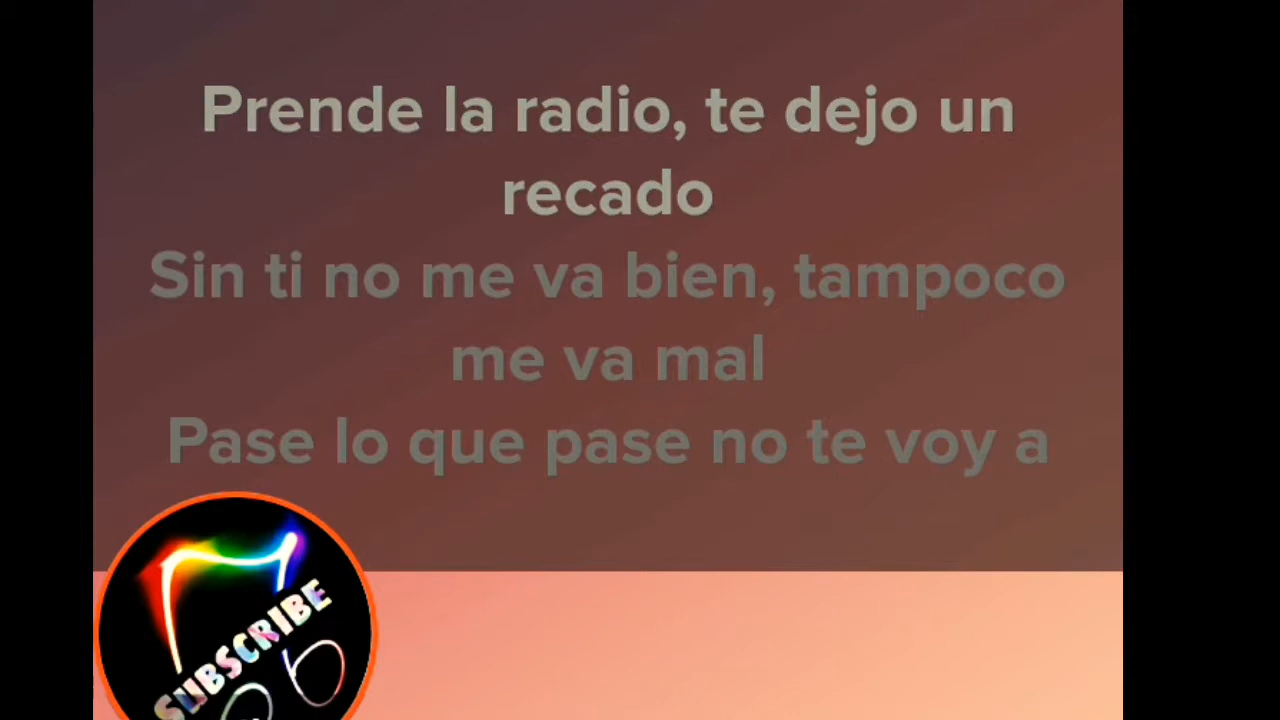 Prende la radio, te dejo un
recado
Sin ti no me va bien, tampoco
me va mal
Pase lo que pase no te voy a
SUBSCRIBE